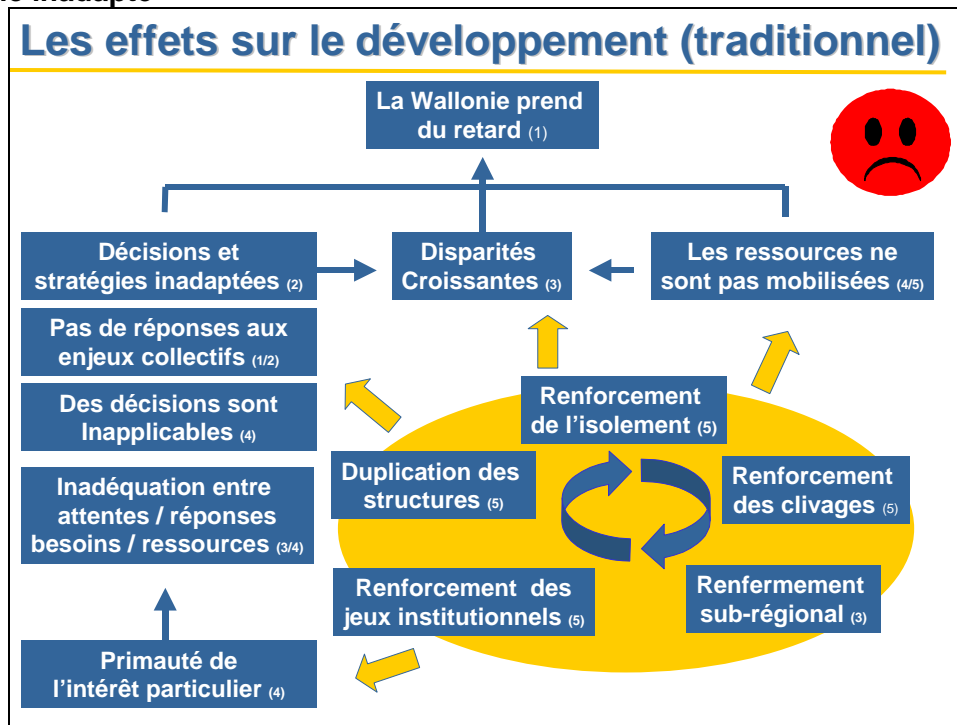 Les effets sur le développement (traditionnel)
La Wallonie prend
du retard (1)
Décisions et
stratégies inadaptées (2)
Disparités
Croissantes (3)
Les ressources ne
sont pas mobilisées (4/5)
Pas de réponses aux
enjeux collectifs (1/2)
Des décisions sont
Inapplicables (4)
Renforcement
de l’isolement (5)
Inadéquation entre
attentes / réponses
besoins / ressources (3/4)
Duplication des
structures (5)
Renforcement
des clivages (5)
Renforcement des
jeux institutionnels (5)
Renfermement
sub-régional (3)
Primauté de
l’intérêt particulier (4)